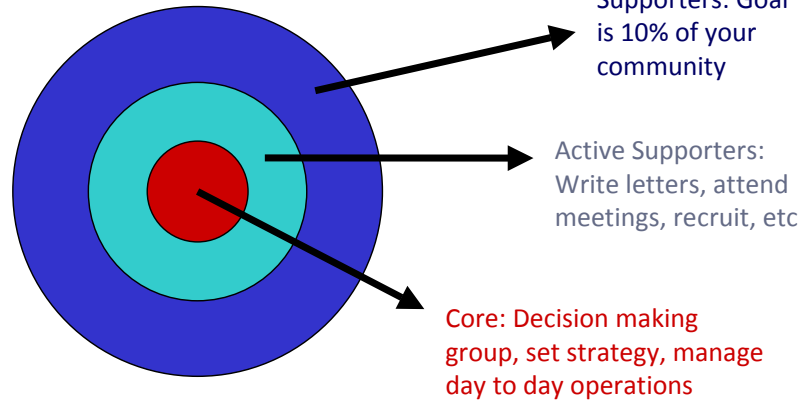 Supporters: Goal
is 10% of your
community
Active Supporters:
Write letters, attend
meetings, recruit, etc
Core: Decision making
group, set strategy, manage
day to day operations